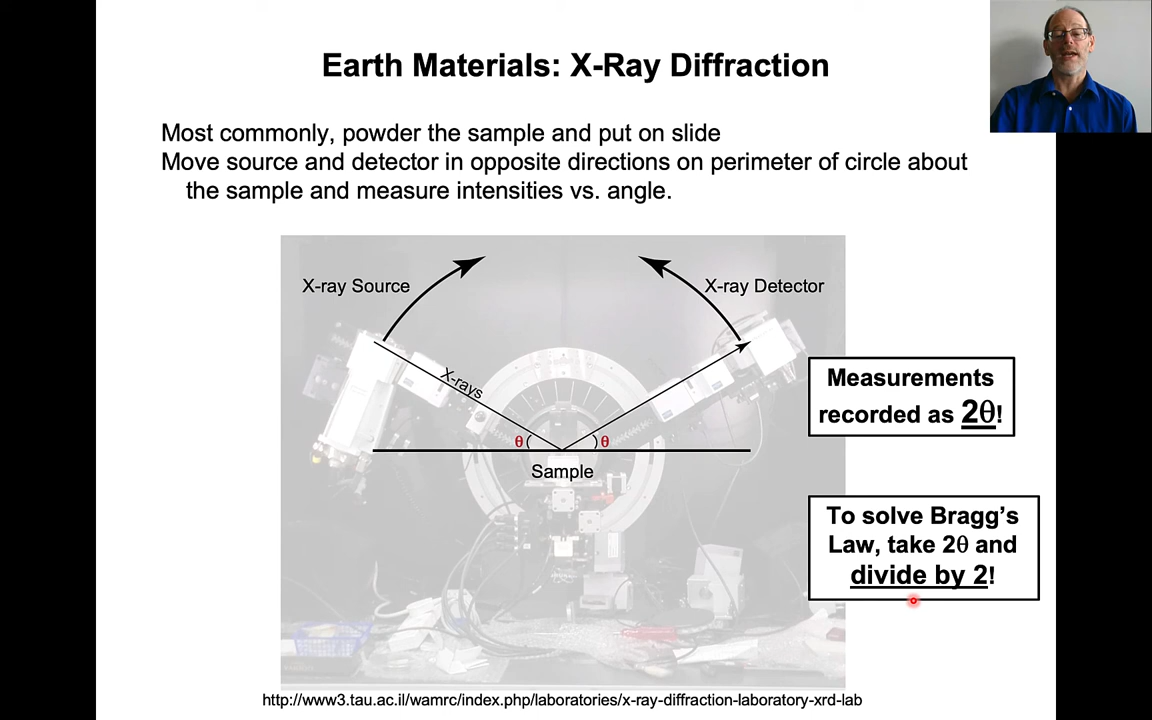 Earth Materials: X-Ray Diffraction
Most commonly, powder the sample and put on slide
Move source and detector in opposite directions on perimeter of circle about
the sample and measure intensities vs. angle.
X-ray Source
X-ray Detector
X-rays
θ
θ
Sample
Measurements
recorded as 2θ!
To solve Bragg's
Law, take 2θ and
divide by 2!
http://www3.tau.ac.il/wamrc/index.php/laboratories/x-ray-diffraction-laboratory-xrd-lab